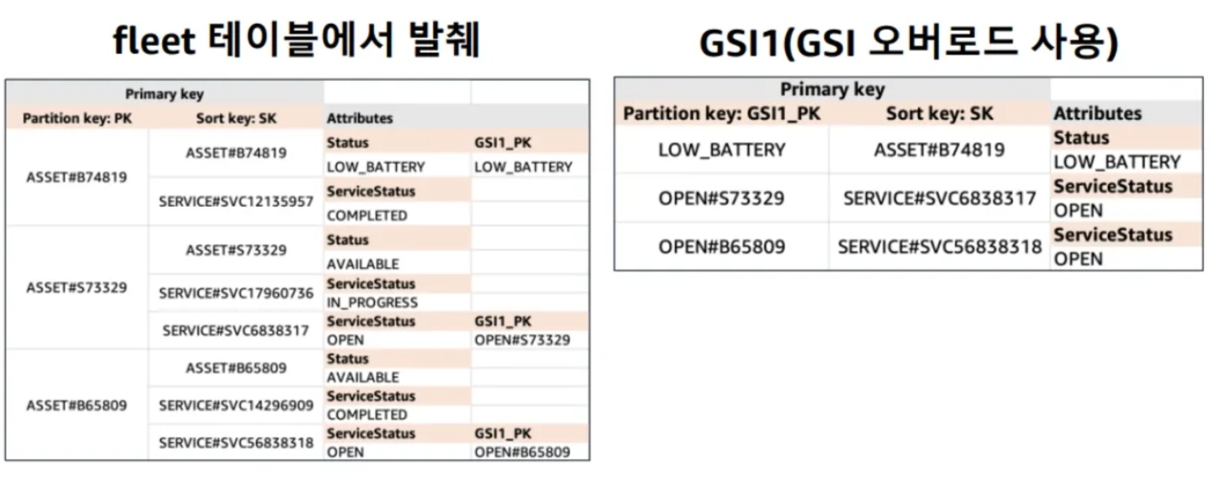 fleet 테이블에서 발췌
Primary key
Partition key: PK Sort key: SK Attributes
ASSET#B74819 ASSET#B74819 Status GSI1_PK
LOW_BATTERY LOW_BATTERY
SERVICE#SVC12135957 ServiceStatus
COMPLETED
ASSET#S73329 ASSET#S73329 Status
AVAILABLE
SERVICE#SVC17960736 ServiceStatus
IN_PROGRESS
SERVICE#SVC6838317 ServiceStatus GSI1_PK
OPEN OPEN#S73329
ASSET#B65809 ASSET#B65809 Status
AVAILABLE
SERVICE#SVC14296909 ServiceStatus
COMPLETED
SERVICE#SVC56838318 ServiceStatus GSI1_PK
OPEN OPEN#B65809
GSI1(GSI 오버로드 사용)
Primary key
Partition key: GSI1_PK Sort key: SK Attributes
LOW_BATTERY ASSET#B74819 Status
LOW_BATTERY
OPEN#S73329 SERVICE#SVC6838317 ServiceStatus
OPEN
OPEN#B65809 SERVICE#SVC56838318 ServiceStatus
OPEN